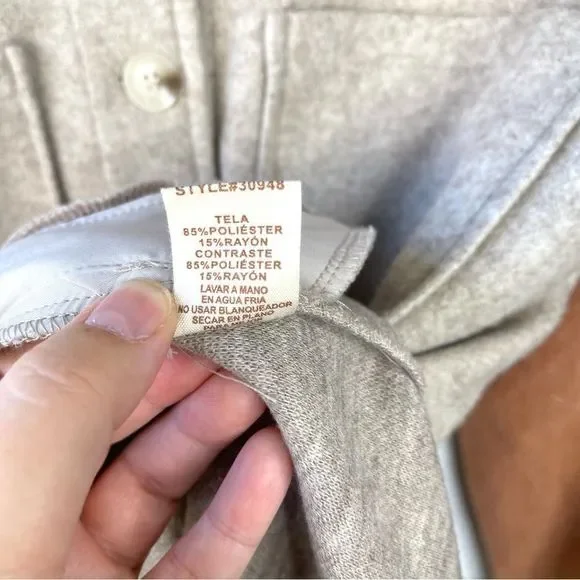 STYLE#30948
TELA
85%POLIÉSTER
15%RAYÓN
CONTRASTE
85%POLIÉSTER
15%RAYÓN
LAVAR A MANO
EN AGUA FRIA
NO USAR BLANQUEADOR
SECAR EN PLANO
PARA